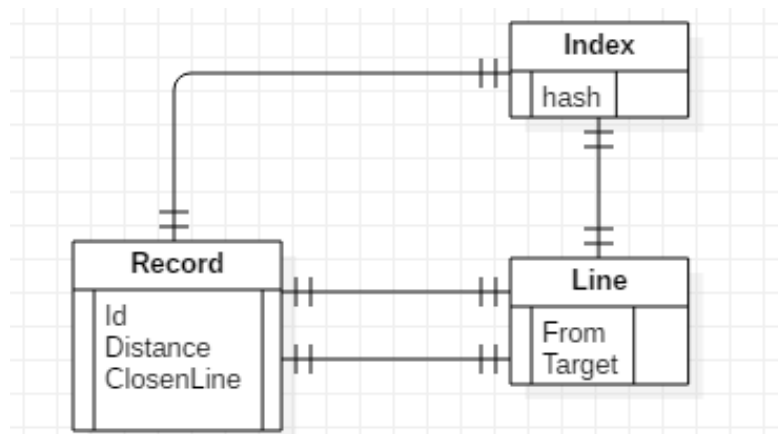 Index
hash
Record
Id
Distance
ClosenLine
Line
From
Target